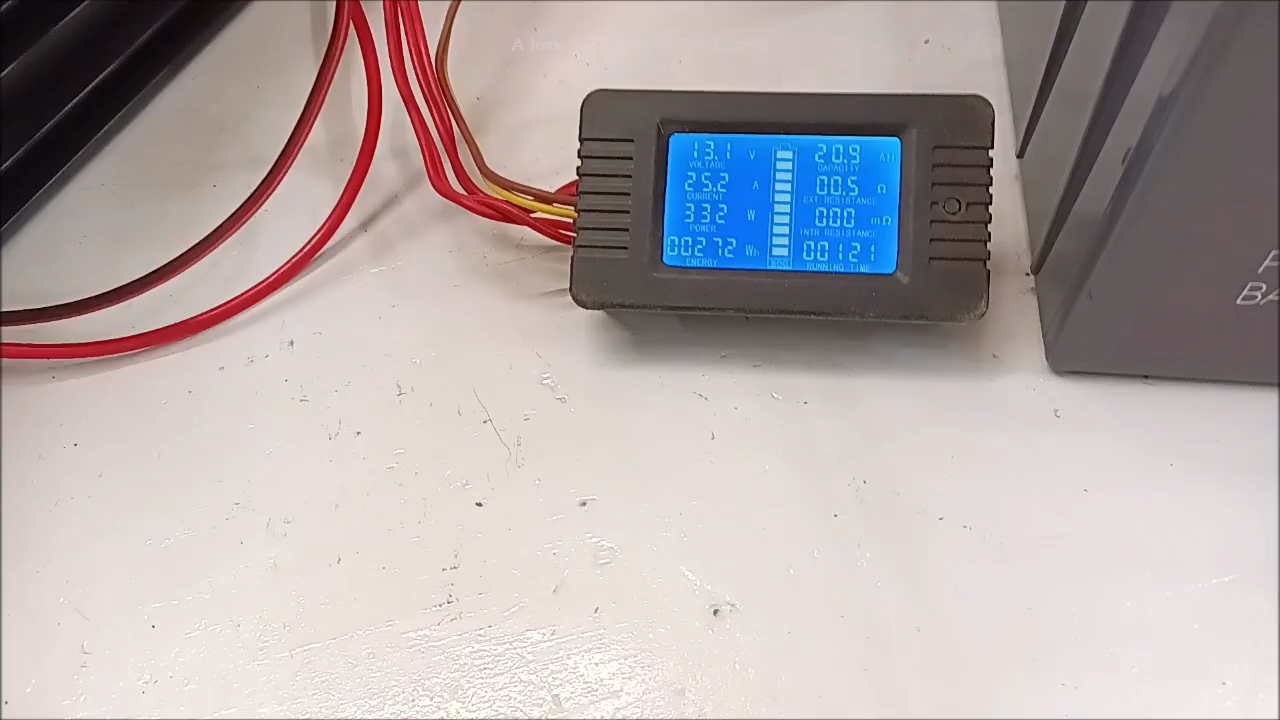 13.1 V
VOLTAGE
25.2 A
CURRENT
332 W
POWER
00272 Wh
ENERGY
SOC
20.9 AH
CAPACITY
00.5 Ω
EXT RESISTANCE
000 mΩ
INTR RESISTANCE
00121
RUNNING TIME